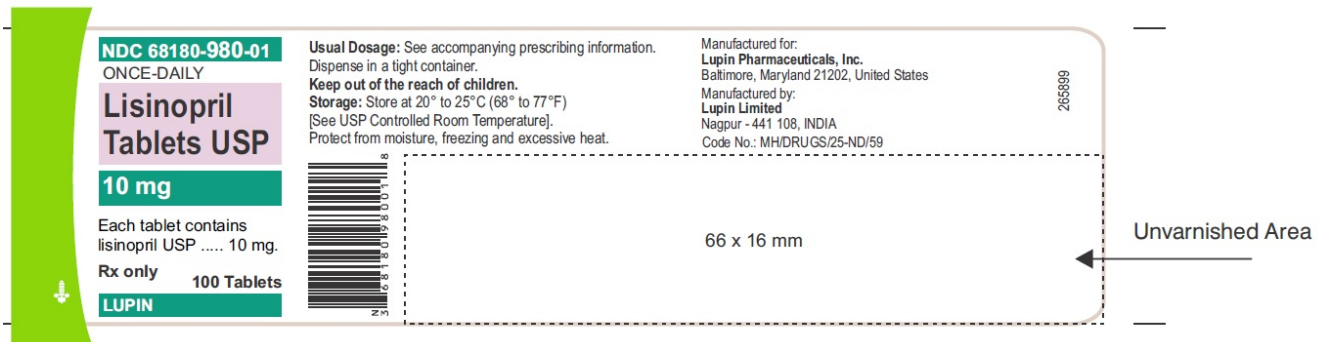 NDC 68180-980-01
ONCE-DAILY
Lisinopril
Tablets USP
10 mg
Each tablet contains
lisinopril USP ..... 10 mg.
Rx only
100 Tablets
LUPIN
Usual Dosage: See accompanying prescribing information.
Dispense in a tight container.
Keep out of the reach of children.
Storage: Store at 20° to 25°C (68° to 77°F)
[See USP Controlled Room Temperature].
Protect from moisture, freezing and excessive heat.
N
3 68180 98001 8
Manufactured for:
Lupin Pharmaceuticals, Inc.
Baltimore, Maryland 21202, United States
Manufactured by:
Lupin Limited
Nagpur - 441 108, INDIA
Code No.: MH/DRUGS/25-ND/59
265899
66 x 16 mm
Unvarnished Area